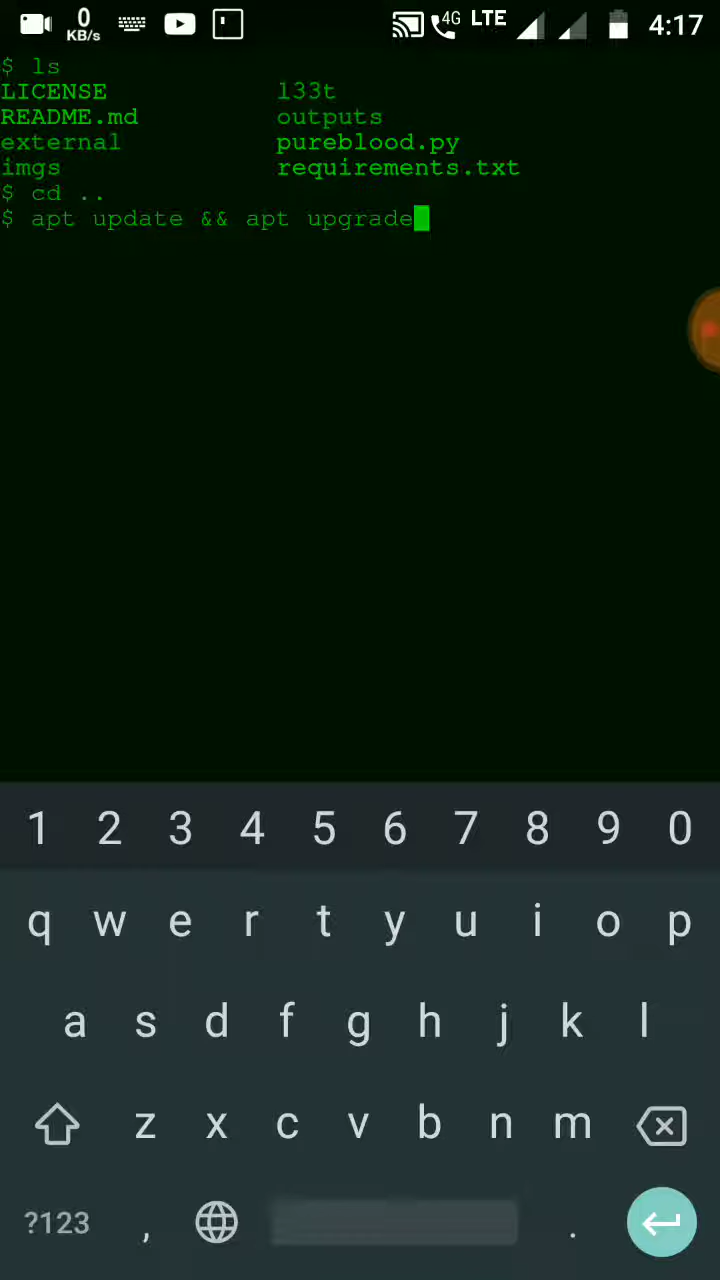 0
KB/s
4G
LTE
4:17
$ ls
LICENSE 133t
README.md outputs
external pureblood.py
imgs requirements.txt
$ cd ..
$ apt update && apt upgrade
1 2 3 4 5 6 7 8 9 0
q w e r t y u i o p
a s d f g h j k l
z x c v b n m
?123 , .